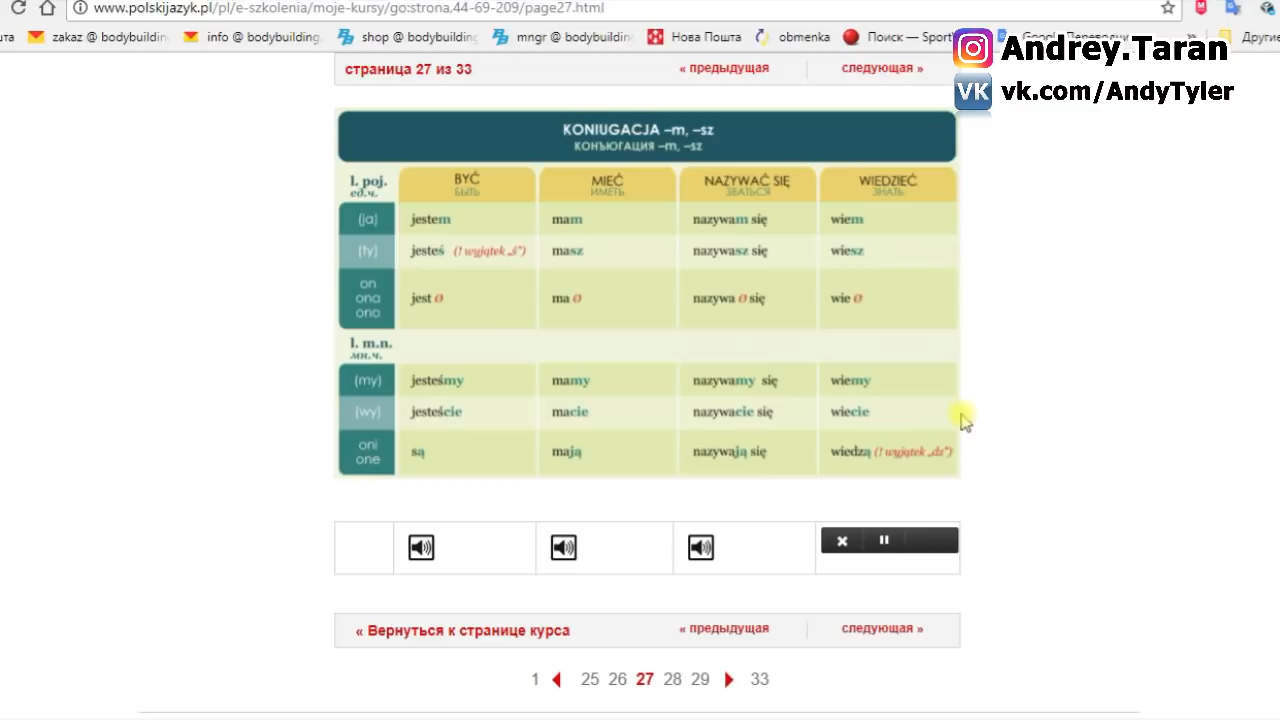 www.polskijazyk.pl/pl/e-szkolenia/moje-kursy/go:strona,44-69-209/page27.html
zakaz @ bodybuilding info @ bodybuilding. shop @ bodybuilding mngr @ bodybuildin Нова Пошта obmenka Поиск — Sport Другие
Andrey.Taran
vk.com/AndyTyler
страница 27 из 33 « предыдущая следующая »
KONIUGACJA –m, –sz
КОНЪЮГАЦИЯ –m, –sz
l. poj. BYĆ MIEĆ NAZYWAĆ SIĘ WIEDZIEĆ
ед.ч. БЫТЬ ИМЕТЬ ЗВАТЬСЯ ЗНАТЬ
(ja) jestem mam nazywam się wiem
(ty) jesteś (! wyjątek „ś”) masz nazywasz się wiesz
on
ona jest Ø ma Ø nazywa Ø się wie Ø
ono
l. m.n.
мн.ч.
(my) jesteśmy mamy nazywamy się wiemy
(wy) jesteście macie nazywacie się wiecie
oni
one są mają nazywają się wiedzą (! wyjątek „dz”)
« Вернуться к странице курса « предыдущая следующая »
1 25 26 27 28 29 33